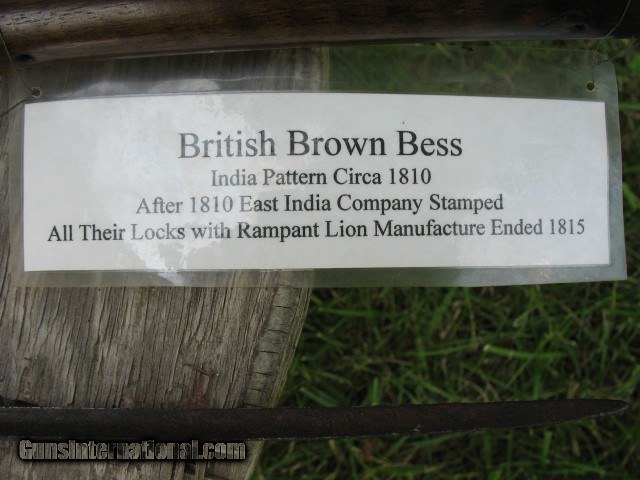 British Brown Bess
India Pattern Circa 1810
After 1810 East India Company Stamped
All Their Locks with Rampant Lion Manufacture Ended 1815
GunsInternational.com